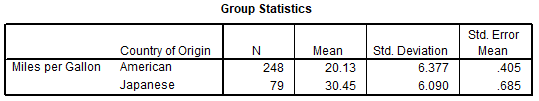 Group Statistics
Country of Origin N Mean Std. Deviation Std. Error Mean
Miles per Gallon American 248 20.13 6.377 .405
Japanese 79 30.45 6.090 .685